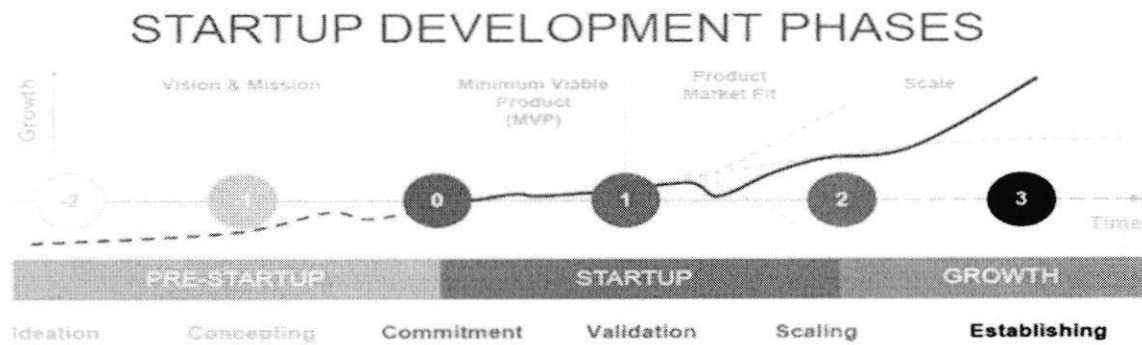 STARTUP DEVELOPMENT PHASES
Growth
Vision & Mission
Minimum Viable
Product
(MVP)
Product
Market Fit
Scale
-2
-1
0
1
2
3
Time
PRE-STARTUP
STARTUP
GROWTH
Ideation
Concepting
Commitment
Validation
Scaling
Establishing